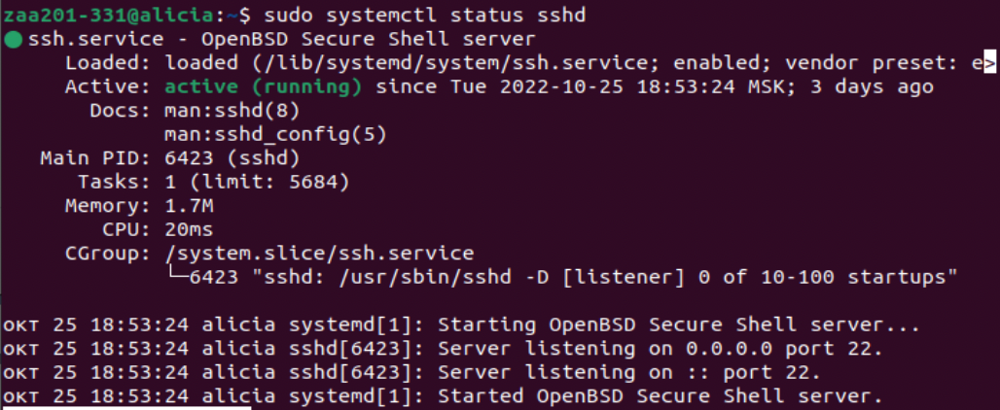 zaa201-331@alicia:~$ sudo systemctl status sshd
● ssh.service - OpenBSD Secure Shell server
     Loaded: loaded (/lib/systemd/system/ssh.service; enabled; vendor preset: e>
     Active: active (running) since Tue 2022-10-25 18:53:24 MSK; 3 days ago
       Docs: man:sshd(8)
             man:sshd_config(5)
   Main PID: 6423 (sshd)
      Tasks: 1 (limit: 5684)
     Memory: 1.7M
        CPU: 20ms
     CGroup: /system.slice/ssh.service
             └─6423 "sshd: /usr/sbin/sshd -D [listener] 0 of 10-100 startups"
окт 25 18:53:24 alicia systemd[1]: Starting OpenBSD Secure Shell server...
окт 25 18:53:24 alicia sshd[6423]: Server listening on 0.0.0.0 port 22.
окт 25 18:53:24 alicia sshd[6423]: Server listening on :: port 22.
окт 25 18:53:24 alicia systemd[1]: Started OpenBSD Secure Shell server.